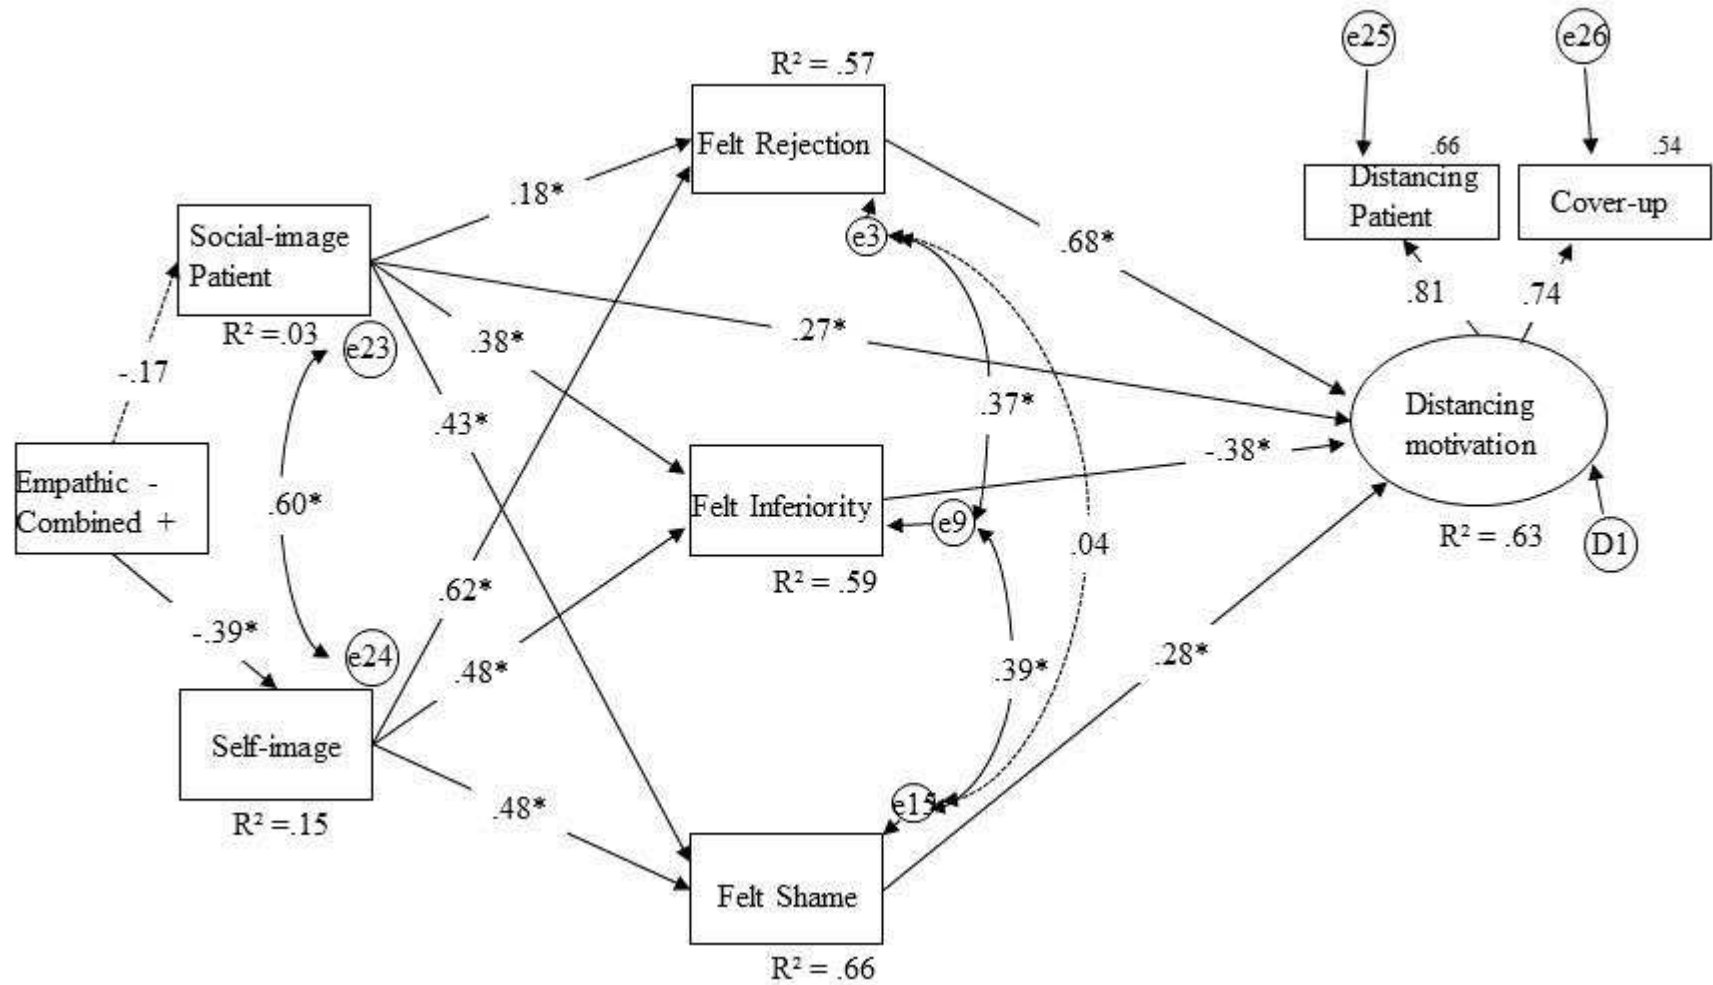 e25
e26
R² = .57
Felt Rejection
.66
.54
Distancing
Patient
Cover-up
.18*
Social-image
Patient
e3
.68*
.81
.74
R² =.03
e23
.38*
.27*
-.17
.37*
Distancing
motivation
.43*
-.38*
Empathic -
Combined +
.60*
Felt Inferiority
e9
.04
R² = .63
D1
R² = .59
.62*
-.39*
e24
.48*
.39*
.28*
Self-image
.48*
e15
R² =.15
Felt Shame
R² = .66